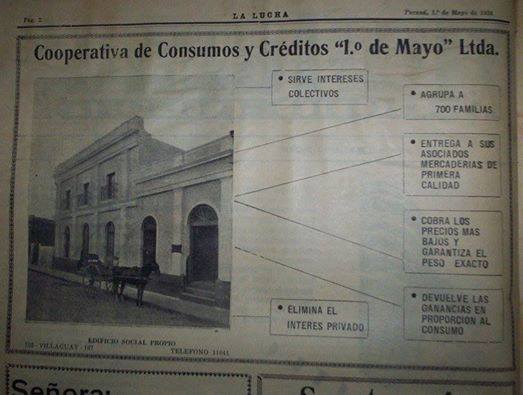 Pág. 2
LA LUCHA
Paraná, 1.º de Mayo de 1938
Cooperativa de Consumos y Créditos "1.º de Mayo" Ltda.
• SIRVE INTERESES
COLECTIVOS
• AGRUPA A
700 FAMILIAS
• ENTREGA A SUS
ASOCIADOS
MERCADERIAS DE
PRIMERA
CALIDAD
• COBRA LOS
PRECIOS MAS
BAJOS Y
GARANTIZA EL
PESO EXACTO
• DEVUELVE LAS
GANANCIAS EN
PROPORCION AL
CONSUMO
• ELIMINA EL
INTERES PRIVADO
EDIFICIO SOCIAL PROPIO
VILLAGUAY
TELEFONO 11041
Señora: